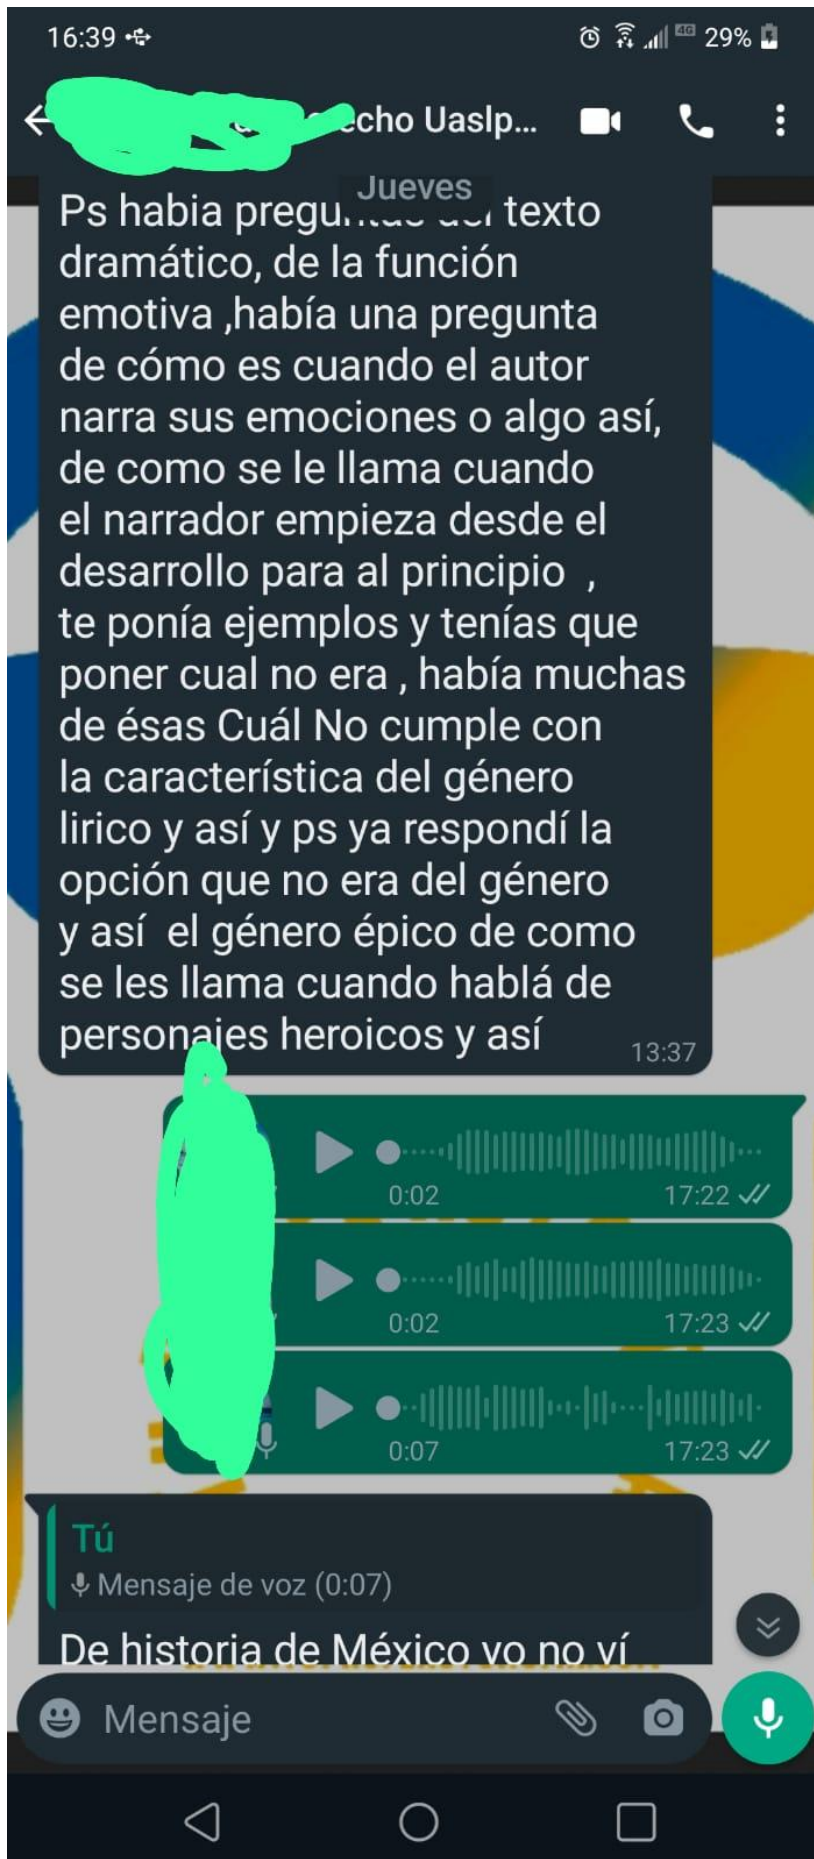 16:39
4G
29%
echo Uaslp...
Jueves
Ps habia texto
dramático, de la función
emotiva ,había una pregunta
de cómo es cuando el autor
narra sus emociones o algo así,
de como se le llama cuando
el narrador empieza desde el
desarrollo para al principio ,
te ponía ejemplos y tenías que
poner cual no era , había muchas
de ésas Cuál No cumple con
la característica del género
lirico y así y ps ya respondí la
opción que no era del género
y así el género épico de como
se les llama cuando hablá de
personajes heroicos y así
13:37
0:02 17:22
0:02 17:23
0:07 17:23
Tú
Mensaje de voz (0:07)
De historia de México yo no ví
Mensaje